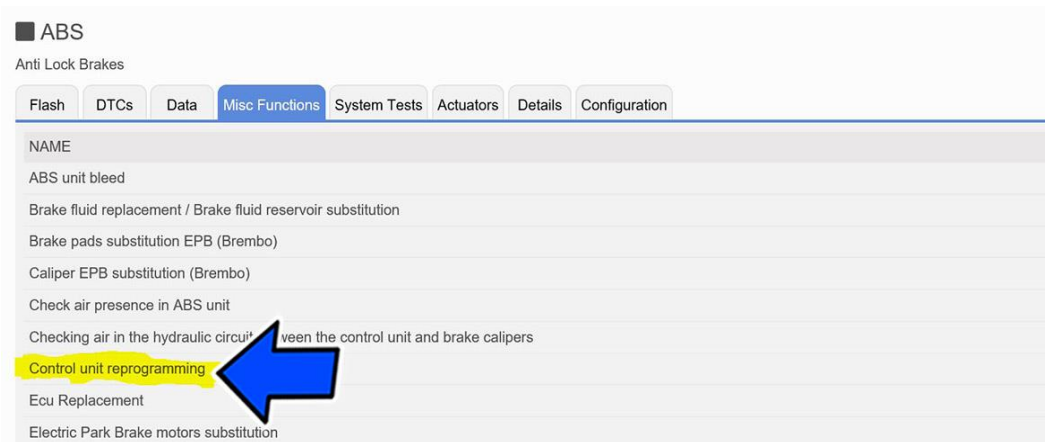 ABS
Anti Lock Brakes
Flash DTCs Data Misc Functions System Tests Actuators Details Configuration
NAME
ABS unit bleed
Brake fluid replacement / Brake fluid reservoir substitution
Brake pads substitution EPB (Brembo)
Caliper EPB substitution (Brembo)
Check air presence in ABS unit
Checking air in the hydraulic the control unit and brake calipers
Control unit reprogramming
Ecu Replacement
Electric Park Brake motors substitution